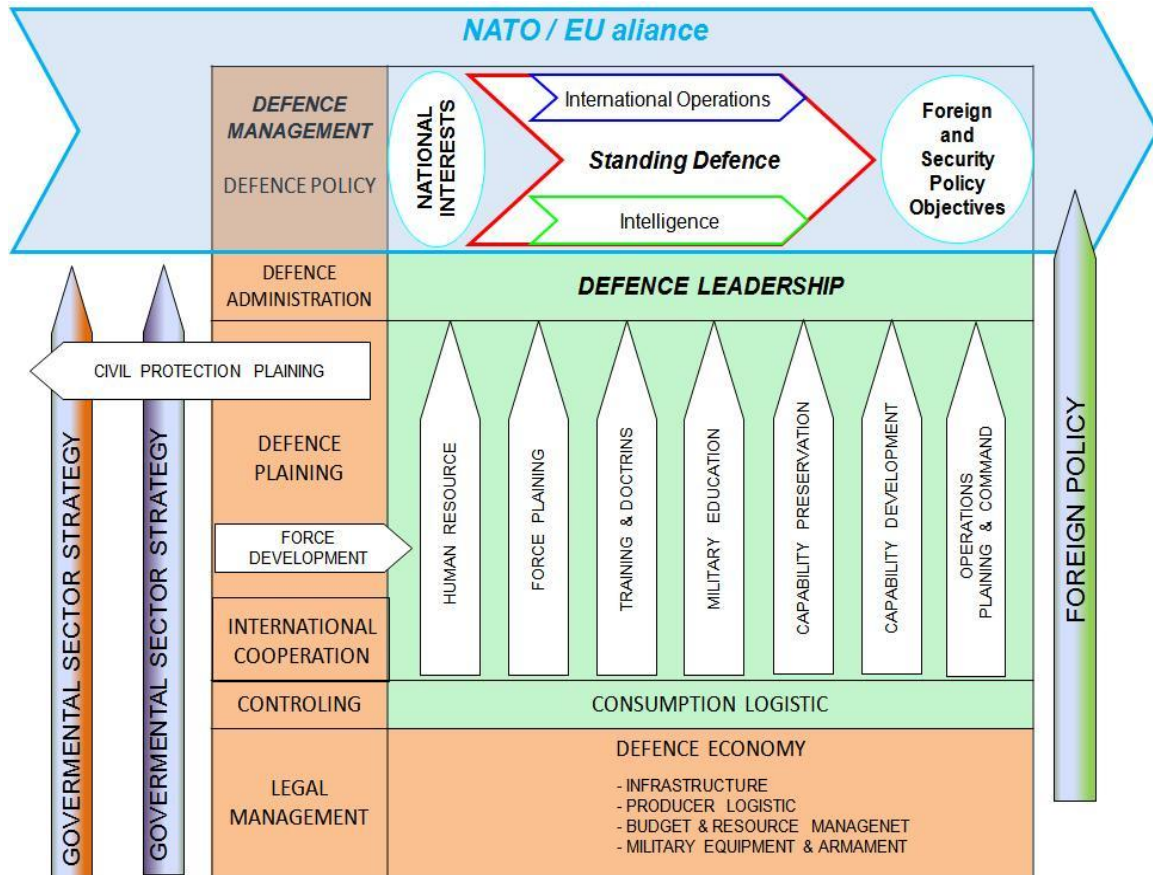 NATO / EU aliance
DEFENCE
MANAGEMENT
DEFENCE POLICY
NATIONAL
INTERESTS
International Operations
Standing Defence
Intelligence
Foreign
and
Security
Policy
Objectives
DEFENCE
ADMINISTRATION
DEFENCE LEADERSHIP
CIVIL PROTECTION PLAINING
DEFENCE
PLAINING
FORCE
DEVELOPMENT
INTERNATIONAL
COOPERATION
HUMAN RESOURCE
FORCE PLAINING
TRAINING & DOCTRINS
MILITARY EDUCATION
CAPABILITY PRESERVATION
CAPABILITY DEVELOPMENT
OPERATIONS
PLAINING & COMMAND
GOVERMENTAL SECTOR STRATEGY
GOVERMENTAL SECTOR STRATEGY
FOREIGN POLICY
CONTROLING
CONSUMPTION LOGISTIC
LEGAL
MANAGEMENT
DEFENCE ECONOMY
- INFRASTRUCTURE
- PRODUCER LOGISTIC
- BUDGET & RESOURCE MANAGENET
- MILITARY EQUIPMENT & ARMAMENT